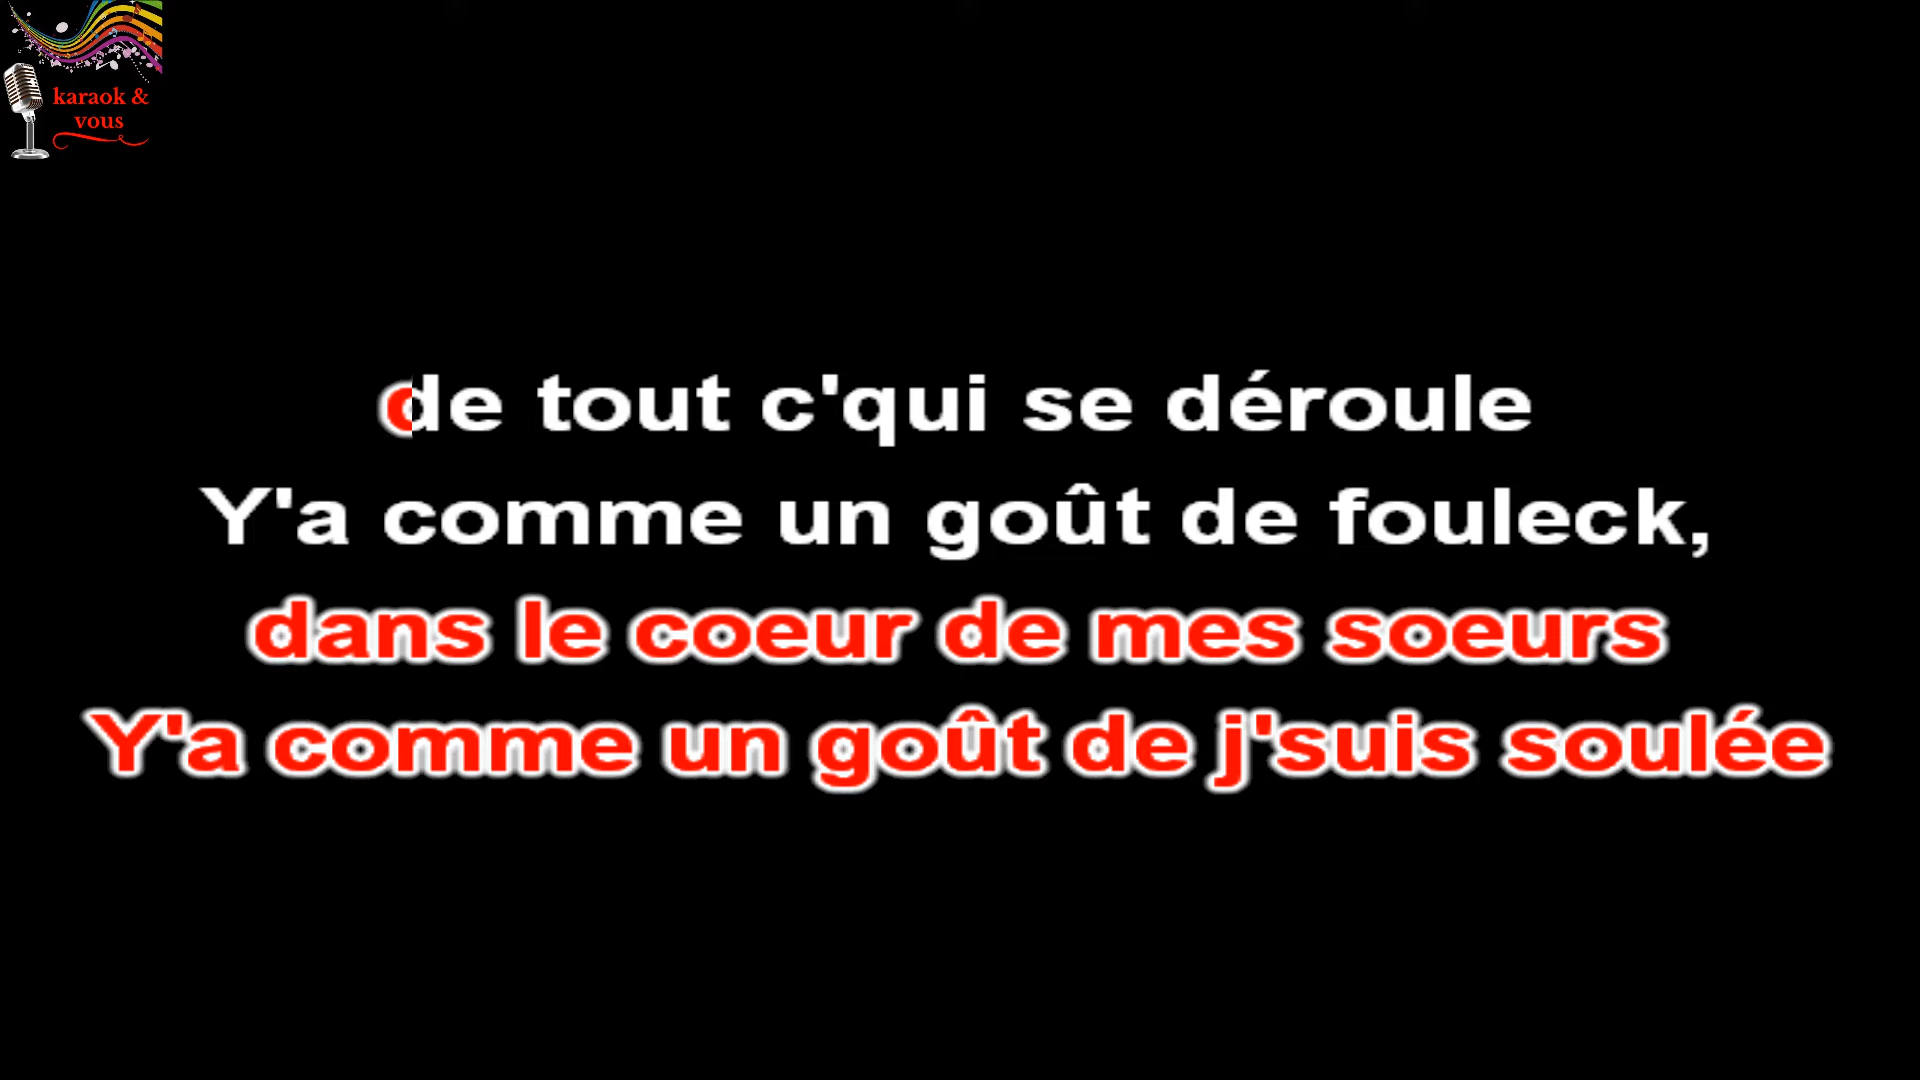 karaok &
vous
de tout c'qui se déroule
Y'a comme un goût de fouleck,
dans le coeur de mes soeurs
Y'a comme un goût de j'suis soulée